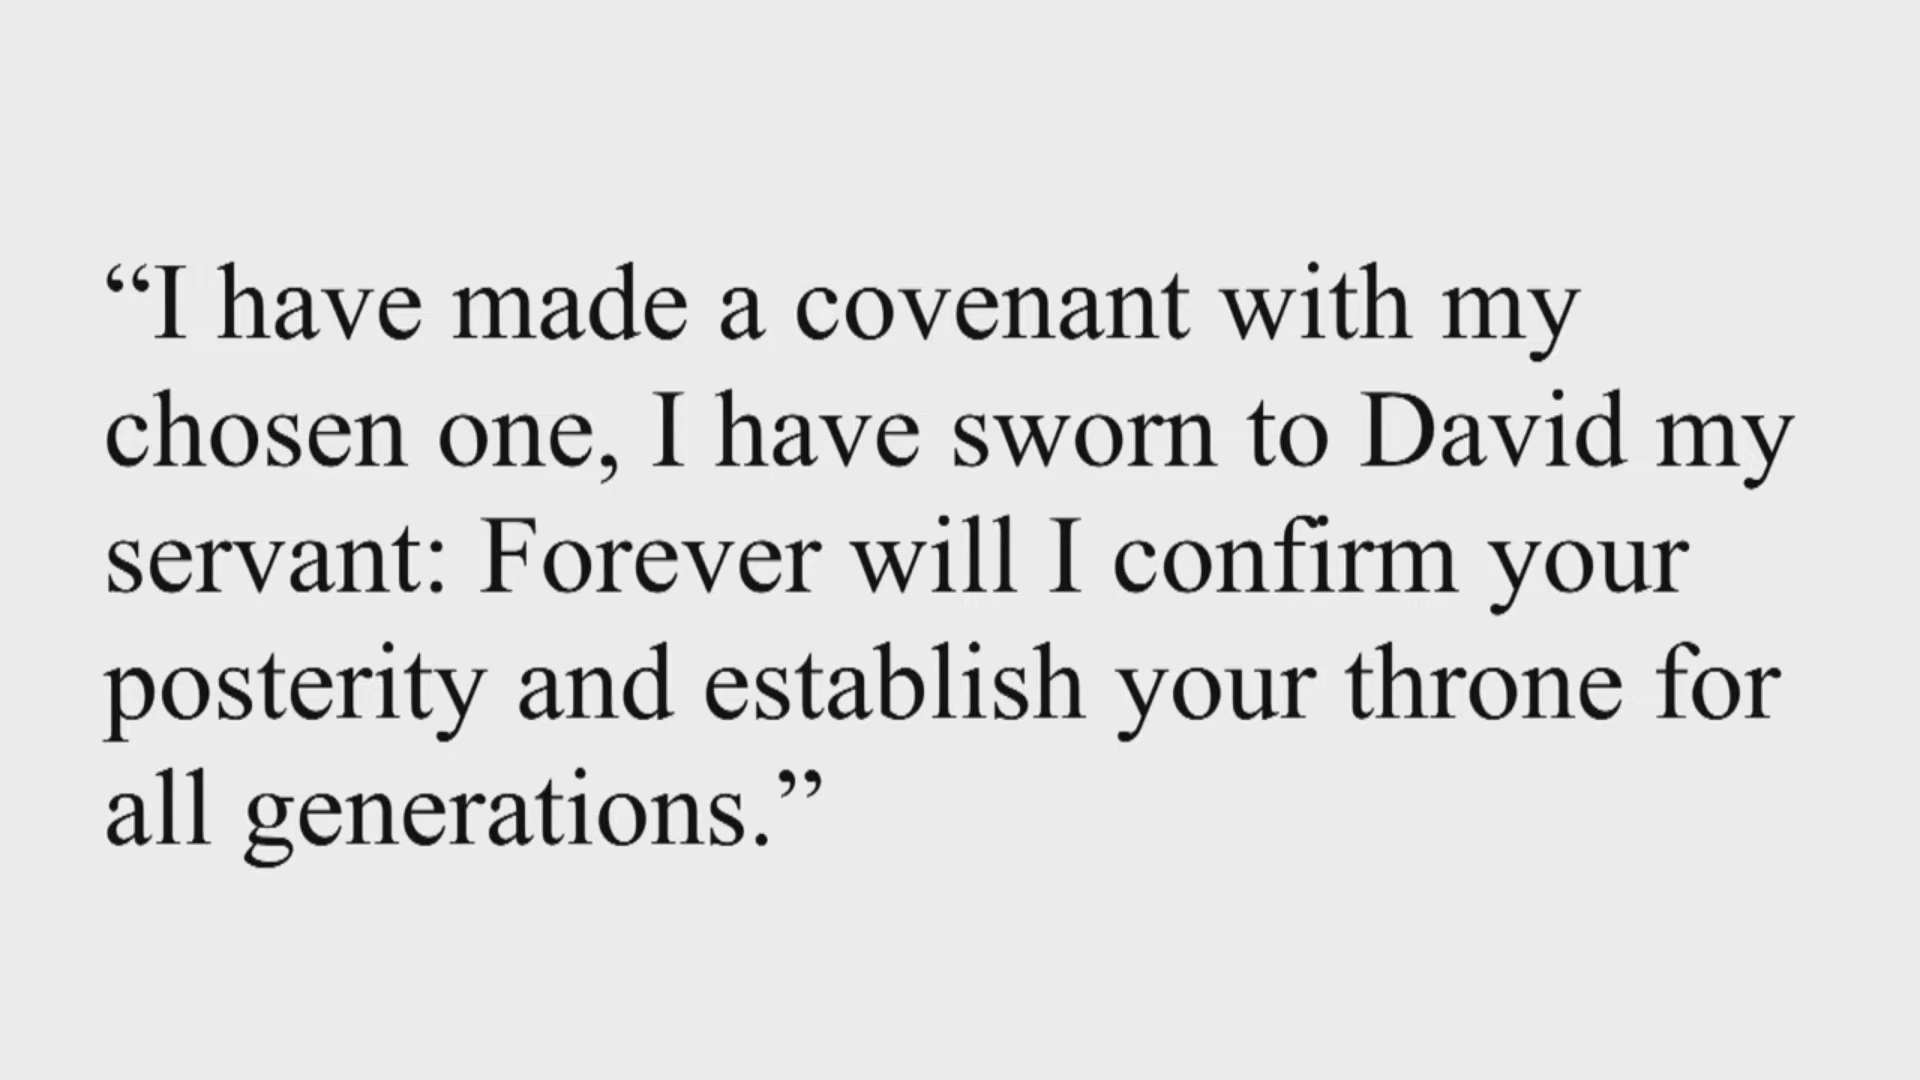 “I have made a covenant with my
chosen one, I have sworn to David my
servant: Forever will I confirm your
posterity and establish your throne for
all generations.”